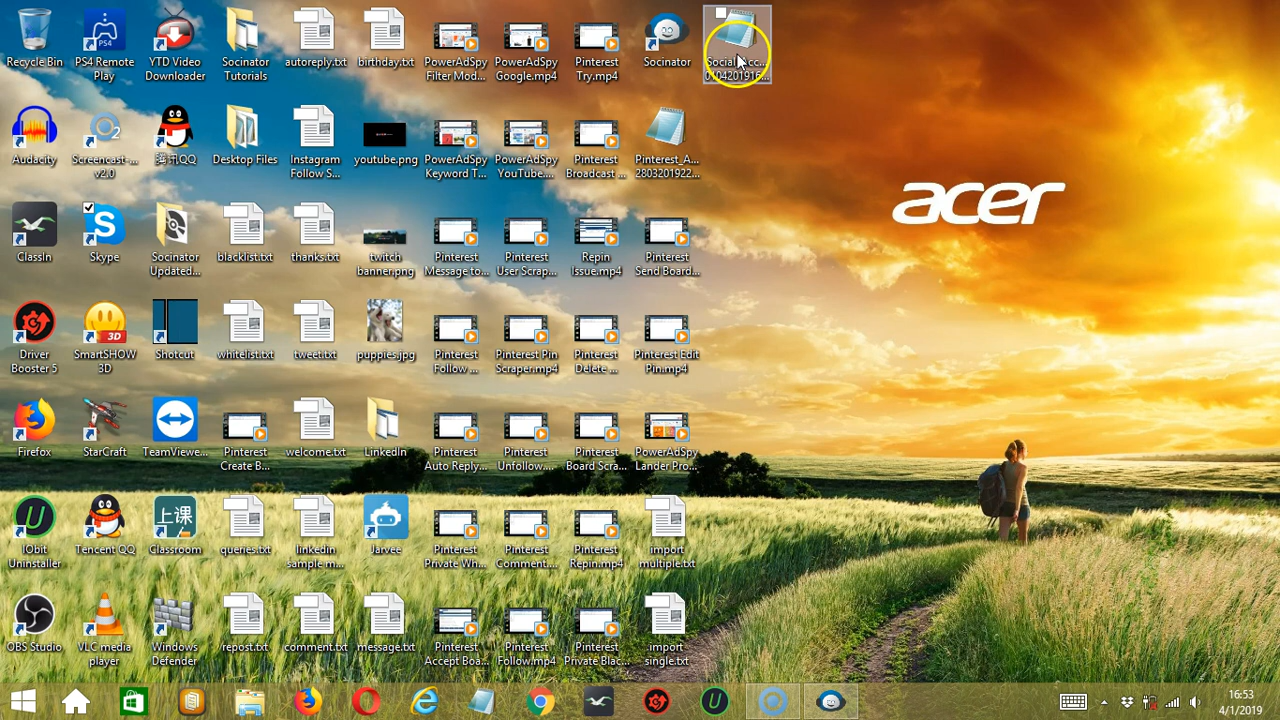 acer
Recycle Bin
PS4 Remote
Play
YTD Video
Downloader
Socinator
Tutorials
autoreply.txt
birthday.txt
PowerAdSpy
Filter Mod...
PowerAdSpy
Google.mp4
Pinterest
Try.mp4
Socinator
0104201916...
Audacity
Screencast-...
v2.0
腾讯QQ
Desktop Files
Instagram
Follow S...
youtube.png
PowerAdSpy
Keyword T...
PowerAdSpy
YouTube....
Pinterest
Broadcast ...
Pinterest_A...
2803201922...
ClassIn
Skype
Socinator
Updated...
blacklist.txt
thanks.txt
twitch
banner.png
Pinterest
Message to...
Pinterest
User Scrap...
Repin
Issue.mp4
Pinterest
Send Board...
Driver
Booster 5
SmartSHOW
3D
Shotcut
whitelist.txt
tweet.txt
puppies.jpg
Pinterest
Follow ...
Pinterest Pin
Scraper.mp4
Pinterest
Delete ...
Pinterest Edit
Pin.mp4
Firefox
StarCraft
TeamViewe...
Pinterest
Create B...
welcome.txt
LinkedIn
Pinterest
Auto Reply...
Pinterest
Unfollow....
Pinterest
Board Scra...
PowerAdSpy
Lander Pro...
IObit
Uninstaller
Tencent QQ
上课
Classroom
queries.txt
linkedin
sample m...
Jarvee
Pinterest
Private Wh...
Pinterest
Comment....
Pinterest
Repin.mp4
import
multiple.txt
OBS Studio
VLC media
player
Windows
Defender
repost.txt
comment.txt
message.txt
Pinterest
Accept Boa...
Pinterest
Follow.mp4
Pinterest
Private Blac...
import
single.txt
16:53
4/1/2019